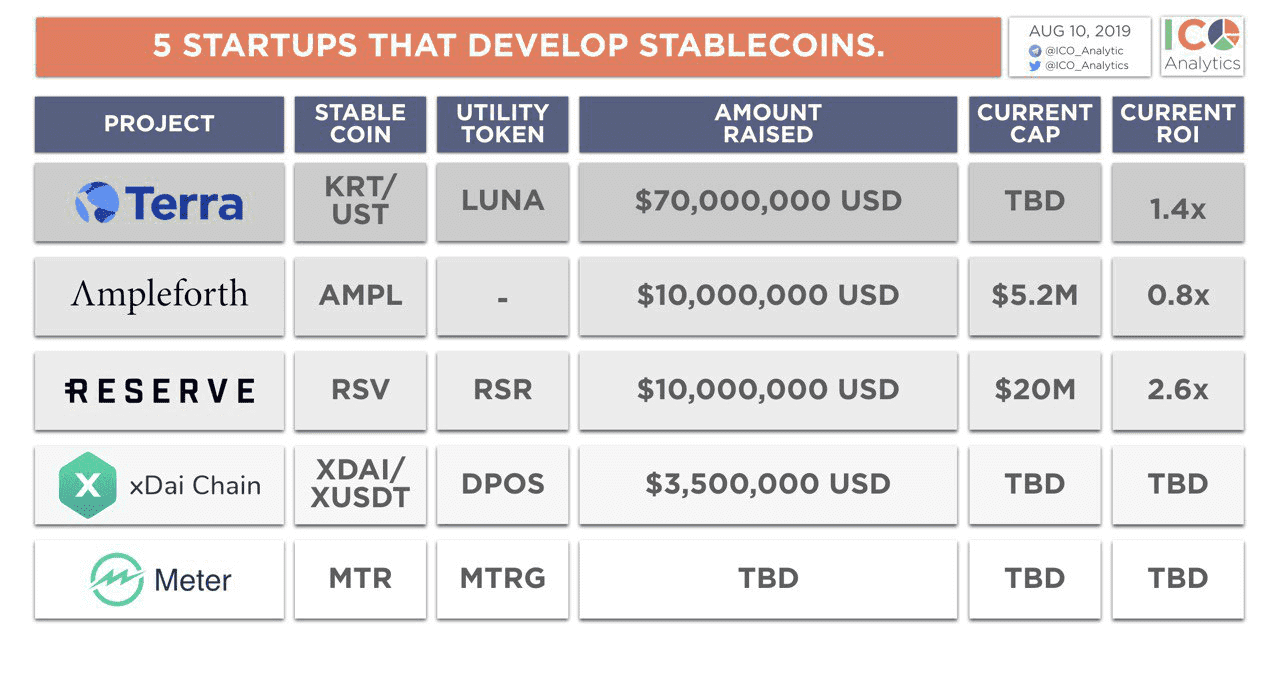 5 STARTUPS THAT DEVELOP STABLECOINS.
AUG 10, 2019
@ICO_Analytic
@ICO_Analytics
ICO
Analytics
PROJECT
STABLE
COIN
UTILITY
TOKEN
AMOUNT
RAISED
CURRENT
CAP
CURRENT
ROI
Terra
KRT/
UST
LUNA
$70,000,000 USD
TBD
1.4x
Ampleforth
AMPL
-
$10,000,000 USD
$5.2M
0.8x
RESERVE
RSV
RSR
$10,000,000 USD
$20M
2.6x
X
xDai Chain
XDAI/
XUSDT
DPOS
$3,500,000 USD
TBD
TBD
Meter
MTR
MTRG
TBD
TBD
TBD